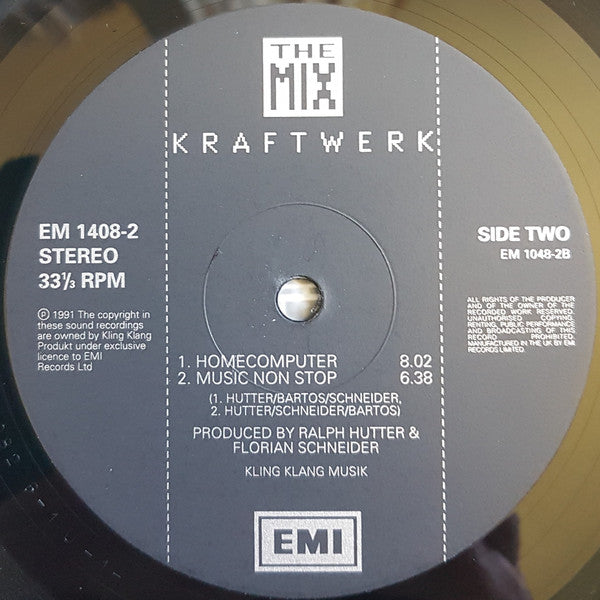 THE
MIX
KRAFTWERK
EM 1408-2
STEREO
33⅓ RPM
SIDE TWO
EM 1048-2B
℗ 1991 The copyright in
these sound recordings
are owned by Kling Klang
Produkt under exclusive
licence to EMI
Records Ltd
ALL RIGHTS OF THE PRODUCER
AND OF THE OWNER OF THE
RECORDED WORK RESERVED.
UNAUTHORISED COPYING,
RENTING, PUBLIC PERFORMANCE
AND BROADCASTING OF THIS
RECORD PROHIBITED.
MANUFACTURED IN THE UK BY EMI
RECORDS LIMITED.
1. HOMECOMPUTER 8.02
2. MUSIC NON STOP 6.38
(1. HUTTER/BARTOS/SCHNEIDER,
2. HUTTER/SCHNEIDER/BARTOS)
PRODUCED BY RALPH HUTTER &
FLORIAN SCHNEIDER
KLING KLANG MUSIK
EMI